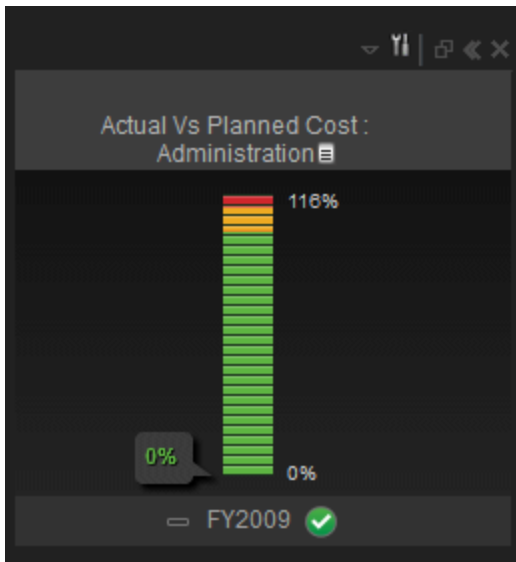 Actual Vs Planned Cost :
Administration
116%
0%
0%
FY2009